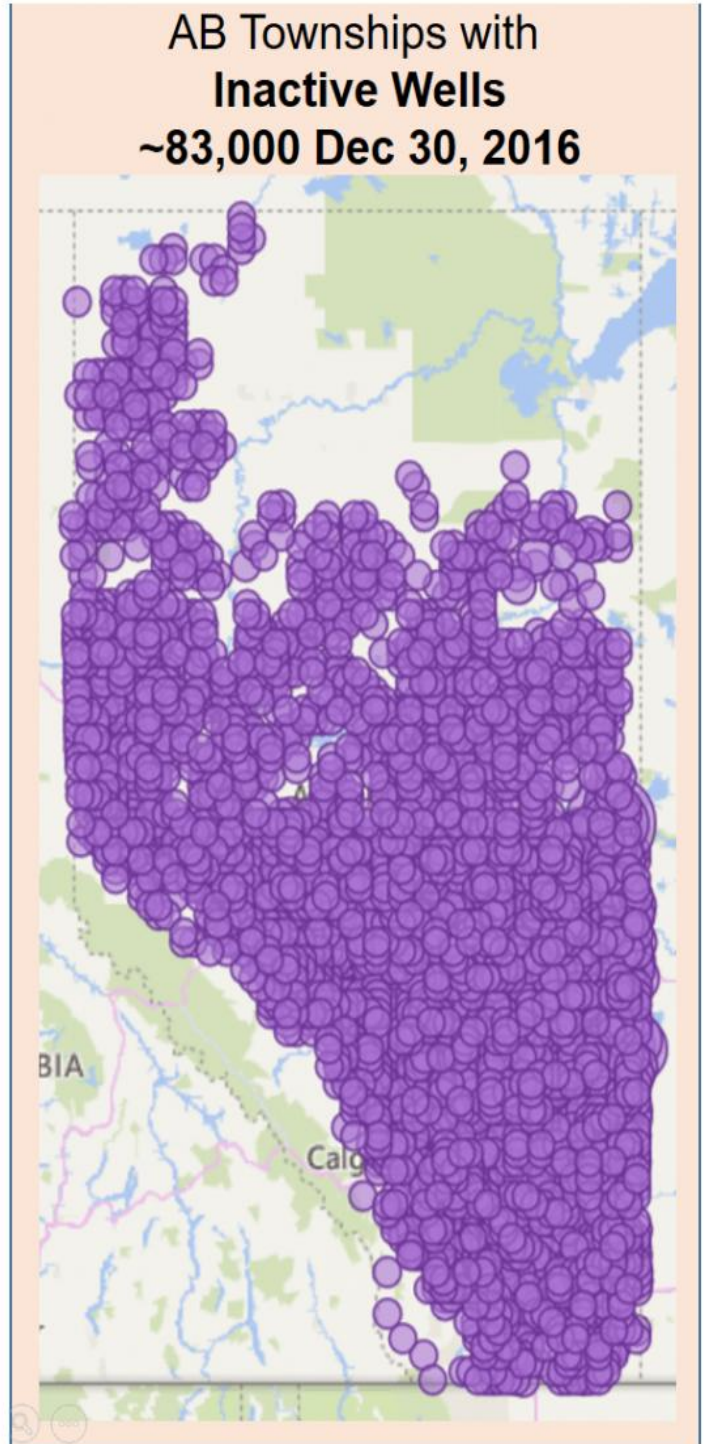 AB Townships with
Inactive Wells
~83,000 Dec 30, 2016
BIA
Calg